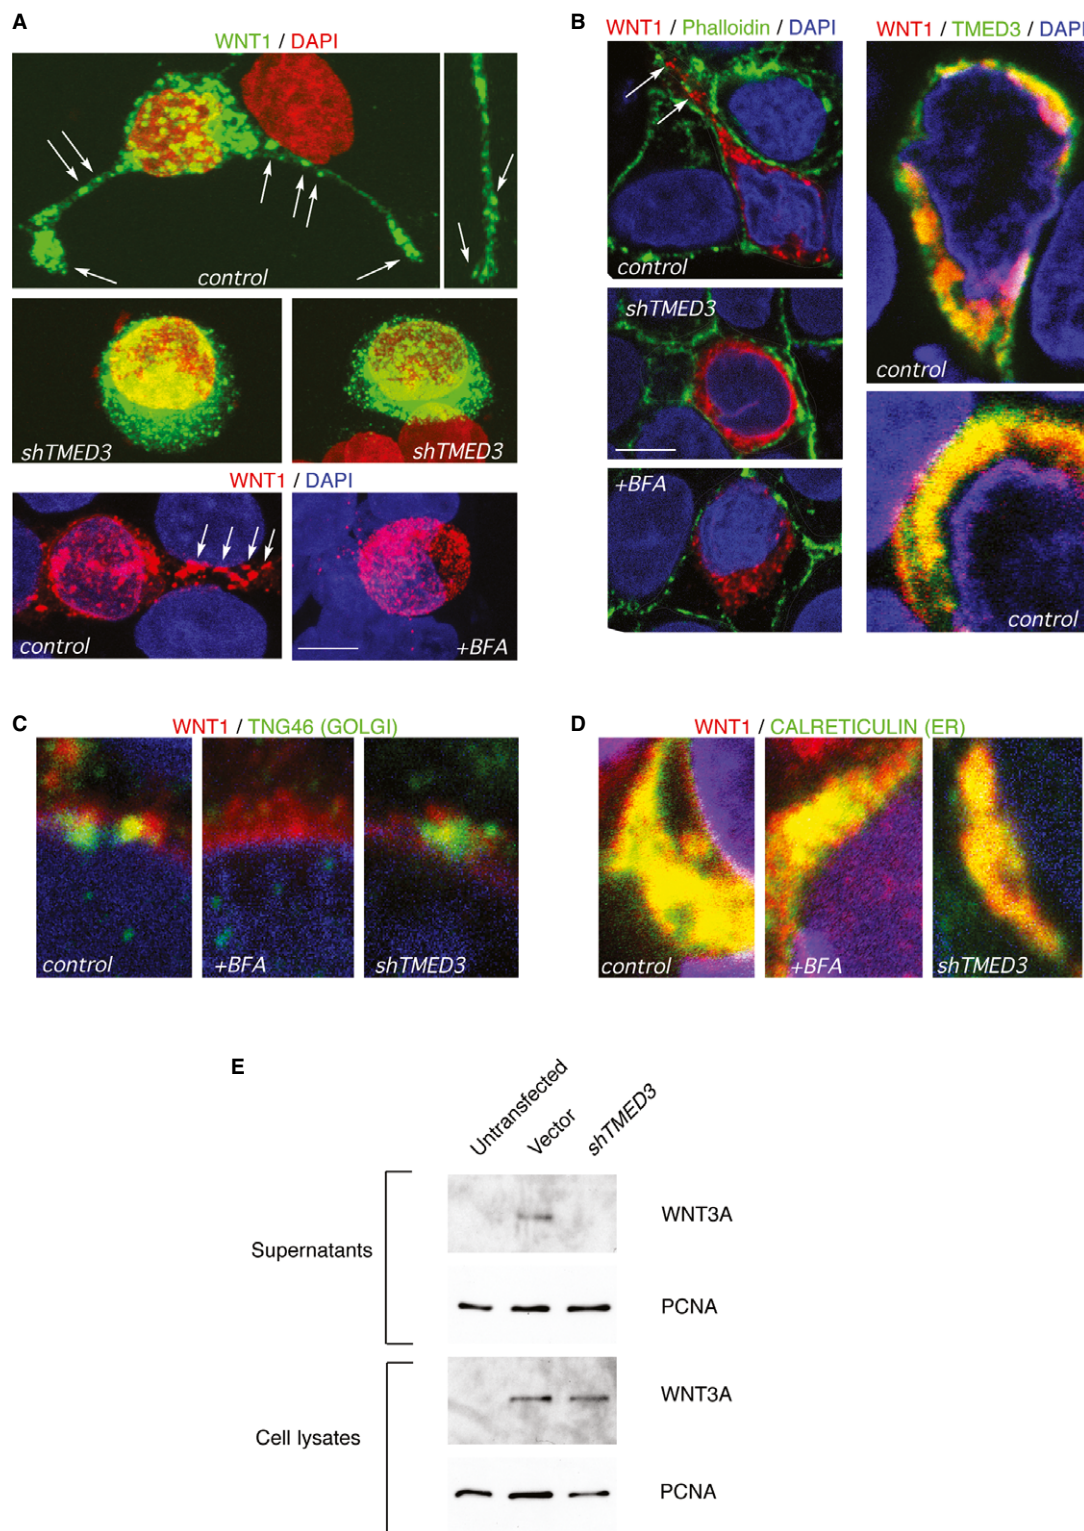 A
WNT1 / DAPI
control
shTMED3
shTMED3
WNT1 / DAPI
control
+BFA
B
WNT1 / Phalloidin / DAPI
control
shTMED3
+BFA
WNT1 / TMED3 / DAPI
control
control
C
WNT1 / TNG46 (GOLGI)
control
+BFA
shTMED3
D
WNT1 / CALRETICULIN (ER)
control
+BFA
shTMED3
E
Untransfected
Vector
shTMED3
Supernatants
WNT3A
PCNA
Cell lysates
WNT3A
PCNA